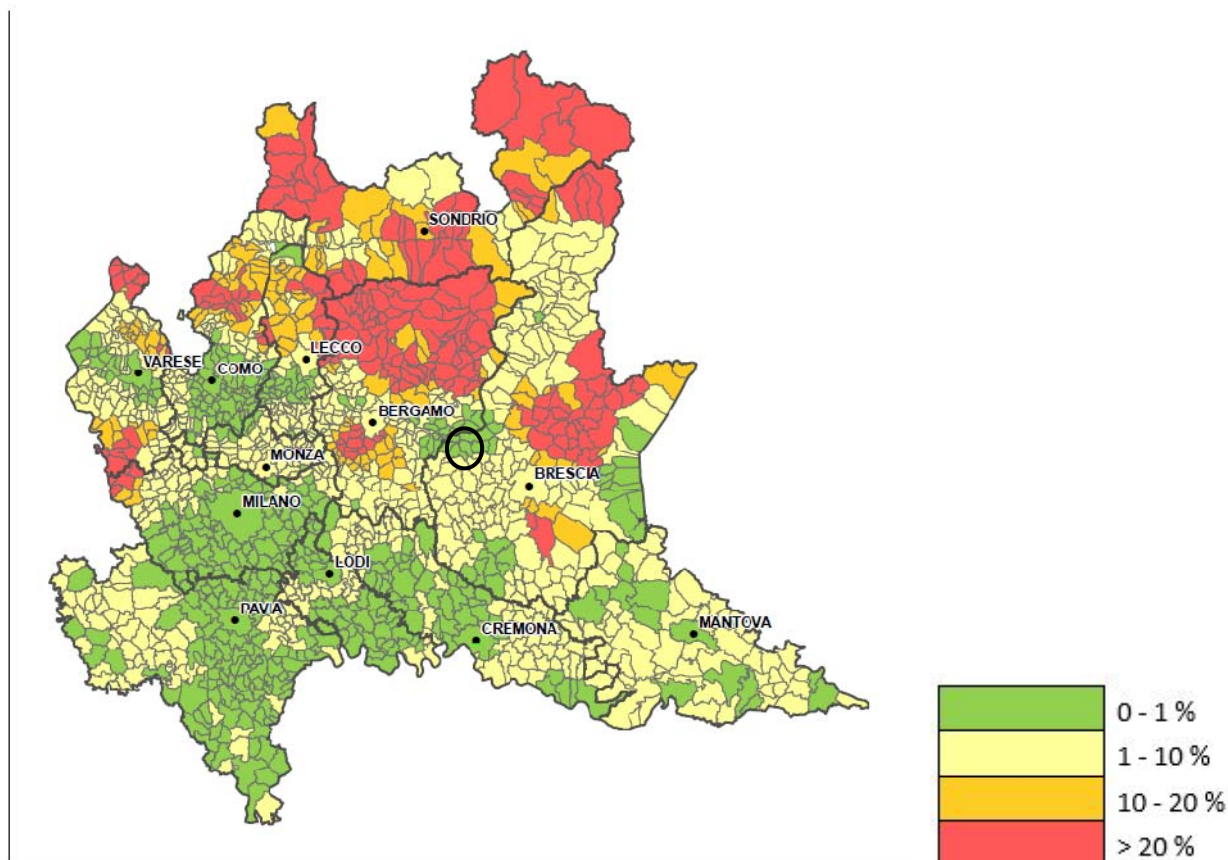 SONDRIO
LECCO
VARESE
COMO
BERGAMO
MONZA
BRESCIA
MILANO
LODI
PAVIA
CREMONA
MANTOVA
0 - 1 %
1 - 10 %
10 - 20 %
> 20 %